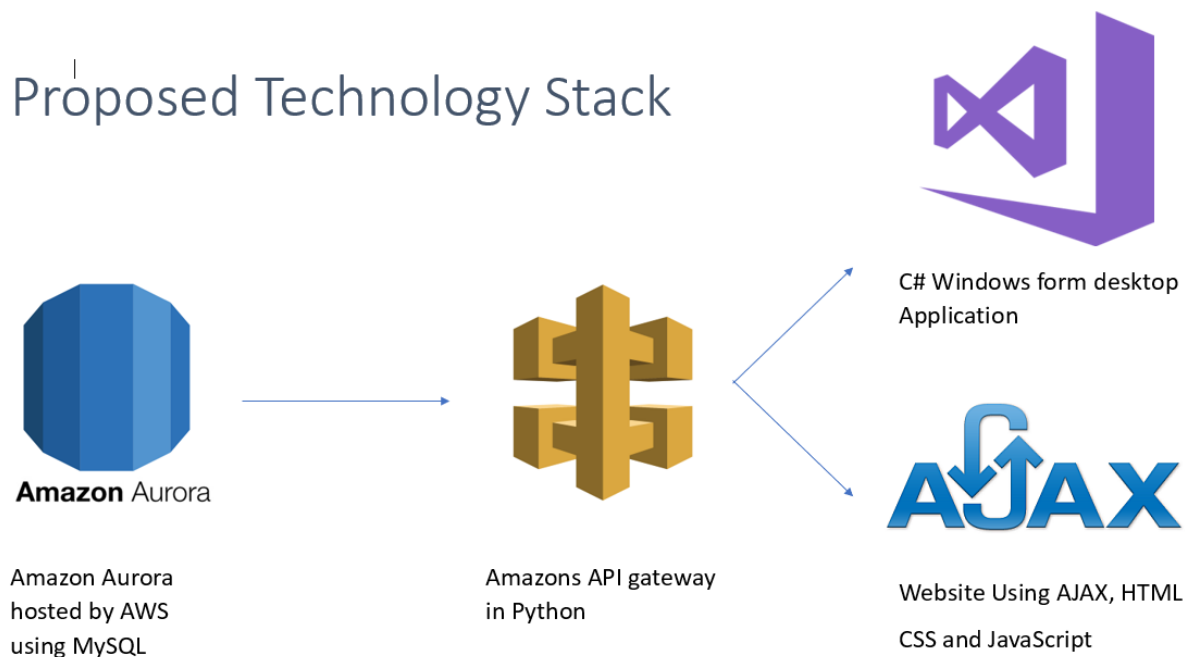 Proposed Technology Stack
C# Windows form desktop
Application
Amazon Aurora
AJAX
Amazon Aurora
hosted by AWS
using MySQL
Amazons API gateway
in Python
Website Using AJAX, HTML
CSS and JavaScript